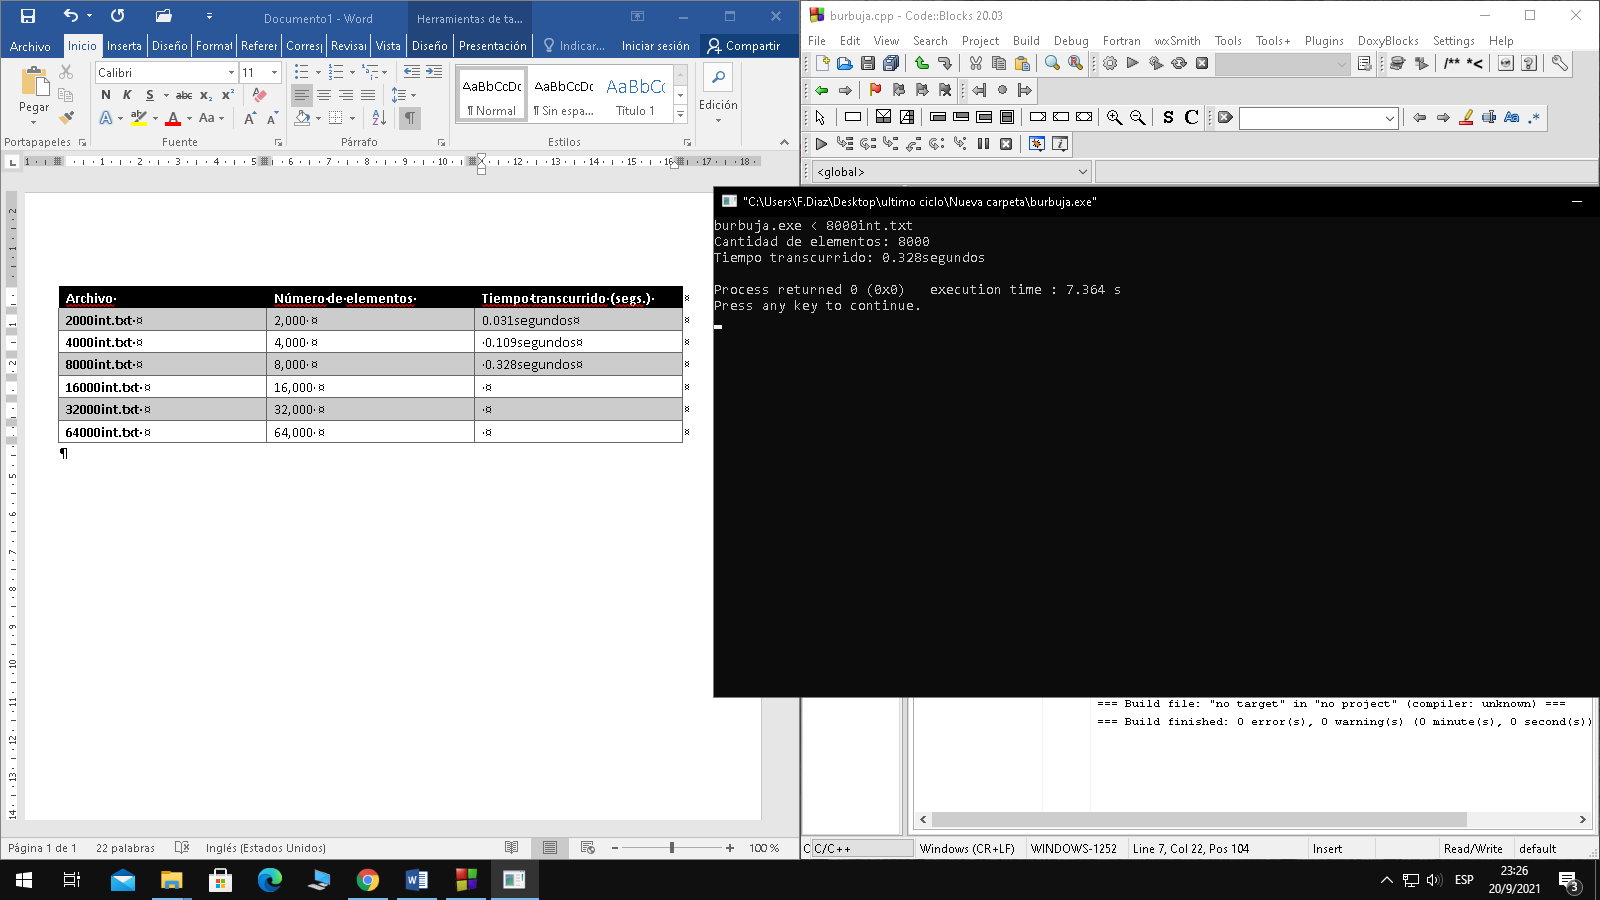 Documento1 - Word
Herramientas de ta...
Archivo
Inicio
Inserta
Diseño
Format
Referer
Corresp
Revisar
Vista
Diseño
Presentación
Indicar...
Iniciar sesión
Compartir
Pegar
Calibri
11
N K S abc x₂ x²
A ab A Aa A A
AaBbCcDc
¶ Normal
AaBbCcDc
¶ Sin espa...
AaBbCc
Título 1
Edición
Portapapeles
Fuente
Párrafo
Estilos
Archivo·
Número·de·elementos·
Tiempo·transcurrido·(segs.)·¤
2000int.txt·¤
2,000·¤
0.031segundos¤
¤
4000int.txt·¤
4,000·¤
·0.109segundos¤
¤
8000int.txt·¤
8,000·¤
·0.328segundos¤
¤
16000int.txt·¤
16,000·¤
·¤
¤
32000int.txt·¤
32,000·¤
·¤
¤
64000int.txt·¤
64,000·¤
·¤
¤
¶
Página 1 de 1
22 palabras
Inglés (Estados Unidos)
100 %
burbuja.cpp - Code::Blocks 20.03
File Edit View Search Project Build Debug Fortran wxSmith Tools Tools+ Plugins DoxyBlocks Settings Help
/** *<
S C
Aa .*
<global>
"C:\Users\F.Diaz\Desktop\ultimo ciclo\Nueva carpeta\burbuja.exe"
burbuja.exe < 8000int.txt
Cantidad de elementos: 8000
Tiempo transcurrido: 0.328segundos
Process returned 0 (0x0)   execution time : 7.364 s
Press any key to continue.
=== Build file: "no target" in "no project" (compiler: unknown) ===
=== Build finished: 0 error(s), 0 warning(s) (0 minute(s), 0 second(s))
C
C/C++
Windows (CR+LF)
WINDOWS-1252
Line 7, Col 22, Pos 104
Insert
Read/Write
default
ESP
23:26
20/9/2021
3